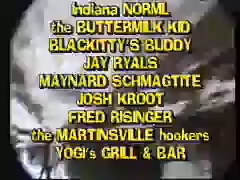 indiana NORML
the BUTTERMILK KID
BLACKITTY'S BUDDY
JAY RYALS
MAYNARD SCHMAGTITE
JOSH KROOT
FRED RISINGER
the MARTINSVILLE hookers
YOGI's GRILL & BAR